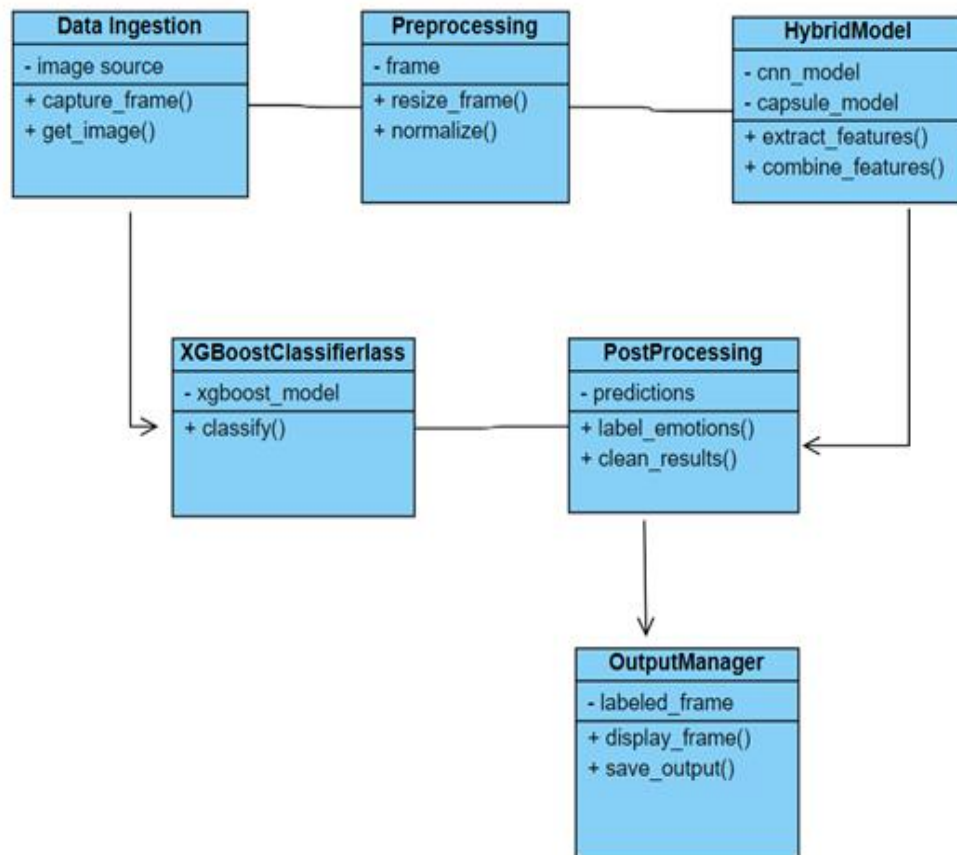 Data Ingestion
- image source
+ capture_frame()
+ get_image()
Preprocessing
- frame
+ resize_frame()
+ normalize()
HybridModel
- cnn_model
- capsule_model
+ extract_features()
+ combine_features()
XGBoostClassifierlass
- xgboost_model
+ classify()
PostProcessing
- predictions
+ label_emotions()
+ clean_results()
OutputManager
- labeled_frame
+ display_frame()
+ save_output()